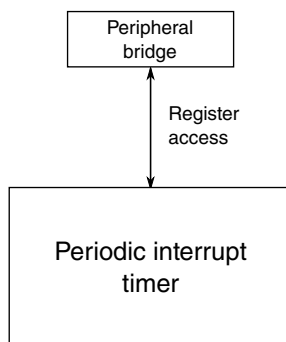 Peripheral
bridge
Register
access
Periodic interrupt
timer